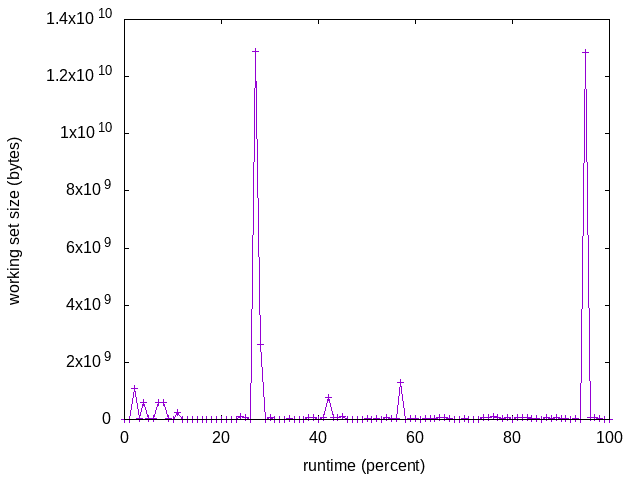 1.4x10^10
1.2x10^10
1x10^10
8x10^9
6x10^9
4x10^9
2x10^9
0
working set size (bytes)
0 20 40 60 80 100
runtime (percent)